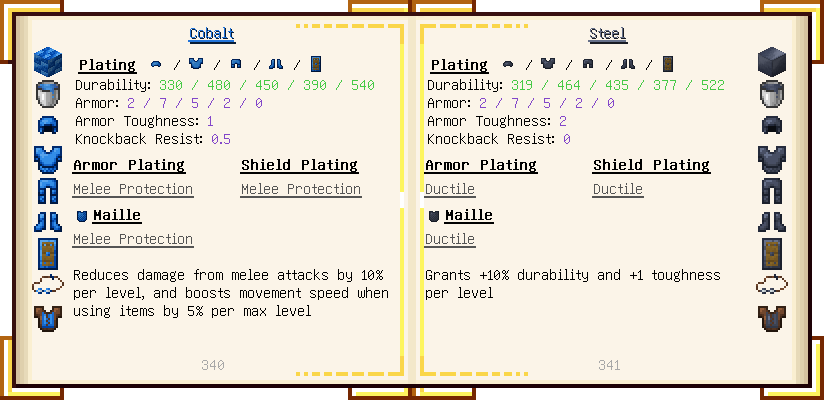 Cobalt
Plating / / / /
Durability: 330 / 480 / 450 / 390 / 540
Armor: 2 / 7 / 5 / 2 / 0
Armor Toughness: 1
Knockback Resist: 0.5
Armor Plating Shield Plating
Melee Protection Melee Protection
Maille
Melee Protection
Reduces damage from melee attacks by 10%
per level, and boosts movement speed when
using items by 5% per max level
340
Steel
Plating / / / /
Durability: 319 / 464 / 435 / 377 / 522
Armor: 2 / 7 / 5 / 2 / 0
Armor Toughness: 2
Knockback Resist: 0
Armor Plating Shield Plating
Ductile Ductile
Maille
Ductile
Grants +10% durability and +1 toughness
per level
341